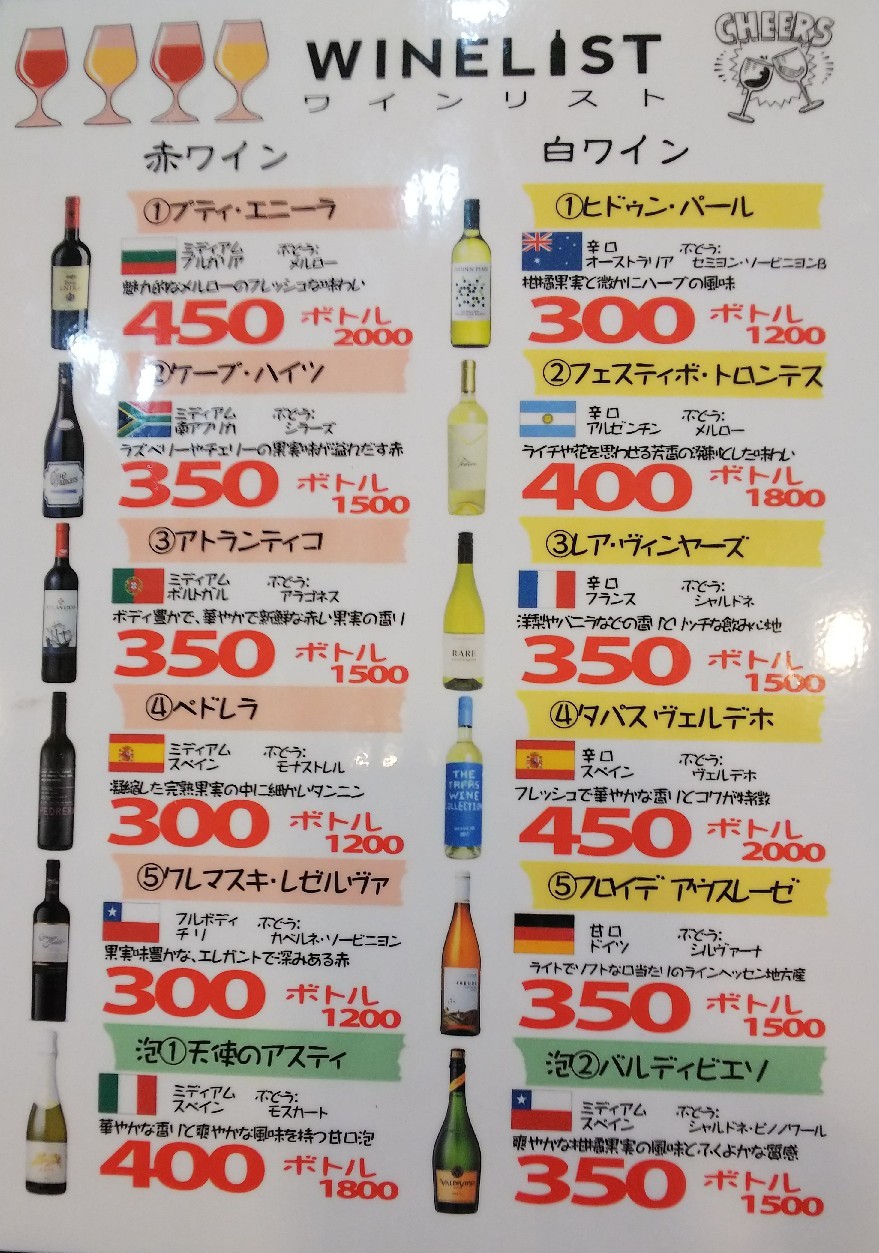 WINELIST
ワインリスト
CHEERS
赤ワイン
①プティ・エニーラ
ミディアム ぶどう:
ブルガリア メルロー
魅力的なメルローのフレッシュな味わい
450 ボトル
2000
②ケープ・ハイツ
ミディアム ぶどう:
南アフリカ シラーズ
ラズベリーやチェリーの果実味が溢れだす赤
350 ボトル
1500
③アトランティコ
ミディアム ぶどう:
ポルトガル アラゴネス
ボディ豊かで、華やかで新鮮な赤い果実の香り
350 ボトル
1500
④ペドレラ
ミディアム ぶどう:
スペイン モナストレル
凝縮した完熟果実の中に細かいタンニン
300 ボトル
1200
⑤クレマスキ・レゼルヴァ
フルボディ ぶどう:
チリ カベルネ・ソービニヨン
果実味豊かな、エレガントで深みある赤
300 ボトル
1200
泡①天使のアスティ
ミディアム ぶどう:
スペイン モスカート
華やかな香りと爽やかな風味を持つ甘口泡
400 ボトル
1800
白ワイン
①ヒドゥン・パール
辛口 ぶどう:
オーストラリア セミヨン・ソービニヨンB
柑橘果実と微かにハーブの風味
300 ボトル
1200
②フェスティボ・トロンテス
辛口 ぶどう:
アルゼンチン メルロー
ライチや花を思わせる芳香の溌剌とした味わい
400 ボトル
1800
③レア・ヴィンヤーズ
辛口 ぶどう:
フランス シャルドネ
洋梨やバニラなどの香りとリッチな飲み心地
350 ボトル
1500
RARE
④タパス ヴェルデホ
辛口 ぶどう:
スペイン ヴェルデホ
フレッシュで華やかな香りとコクが特徴
450 ボトル
2000
THE
TAPAS
WINE
COLLECTION
⑤フロイデ アウスレーゼ
甘口 ぶどう:
ドイツ シルヴァーナ
ライトでソフトな口当たりのラインヘッセン地方産
350 ボトル
1500
泡②バルディビエソ
ミディアム ぶどう:
スペイン シャルドネ・ピノノワール
爽やかな柑橘果実の風味とふくよかな質感
350 ボトル
1500
VALDIVIESO